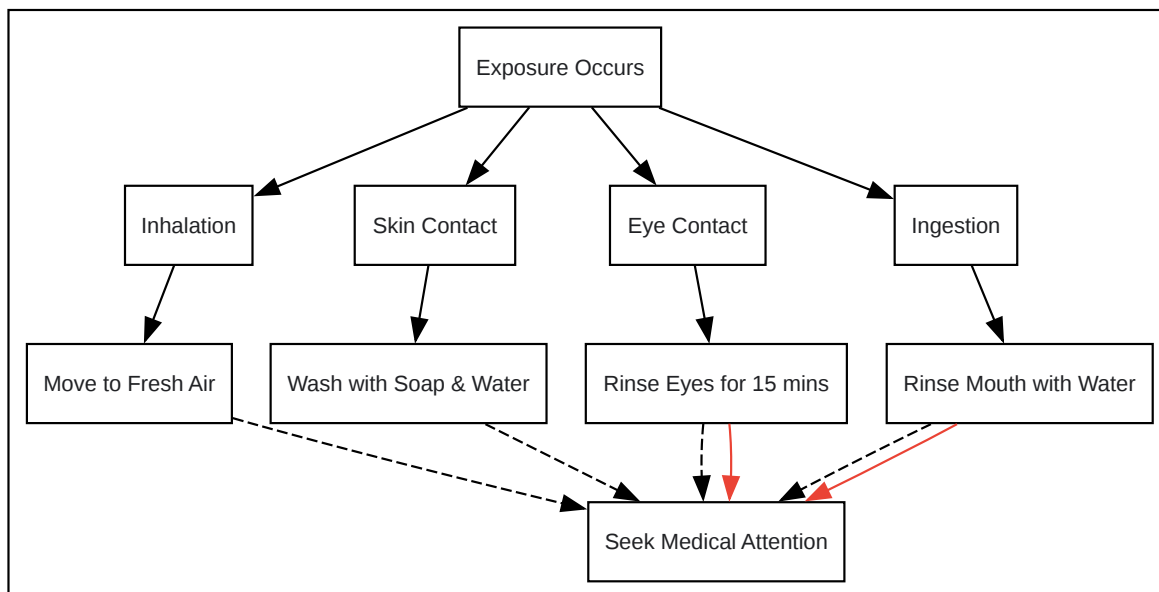 Exposure Occurs
Inhalation
Skin Contact
Eye Contact
Ingestion
Move to Fresh Air
Wash with Soap & Water
Rinse Eyes for 15 mins
Rinse Mouth with Water
Seek Medical Attention